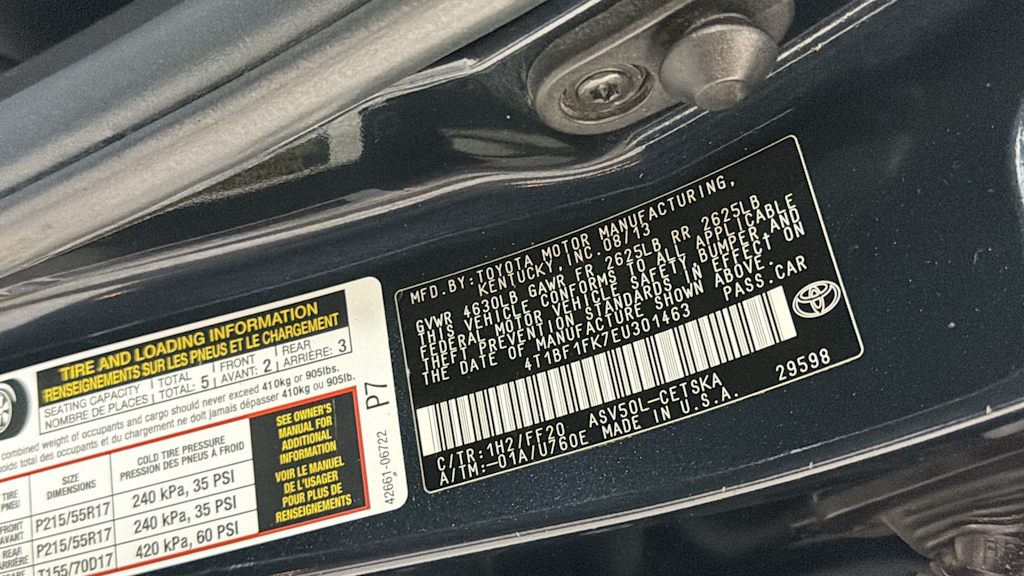 TIRE AND LOADING INFORMATION
RENSEIGNEMENTS SUR LES PNEUS ET LE CHARGEMENT
SEATING CAPACITY TOTAL 5 FRONT 2 REAR 3
NOMBRE DE PLACES TOTAL: AVANT: ARRIÈRE:
combined weight of occupants and cargo should never exceed 410kg or 905lbs.
poids total des occupants et du chargement ne doit jamais dépasser 410kg ou 905lb.
TIRE PNEU SIZE DIMENSIONS COLD TIRE PRESSURE PRESSION DES PNEUS À FROID
FRONT AVANT P215/55R17 240 kPa, 35 PSI
REAR ARRIÈRE P215/55R17 240 kPa, 35 PSI
T155/70D17 420 kPa, 60 PSI
SEE OWNER'S
MANUAL FOR
ADDITIONAL
INFORMATION
VOIR LE MANUEL
DE L'USAGER
POUR PLUS DE
RENSEIGNEMENTS
P7
42661-06722
MFD.BY: TOYOTA MOTOR MANUFACTURING,
KENTUCKY, INC. 08/13
GVWR 4630LB GAWR FR 2625LB RR 2625LB
THIS VEHICLE CONFORMS TO ALL APPLICABLE
FEDERAL MOTOR VEHICLE SAFETY BUMPER,AND
THEFT PREVENTION STANDARDS IN EFFECT ON
THE DATE OF MANUFACTURE SHOWN ABOVE.
4T1BF1FK7EU301463 PASS.CAR
C/TR: 1H2/FF20 ASV50L-CETSKA
A/TM:-01A/U760E MADE IN U.S.A. 29598